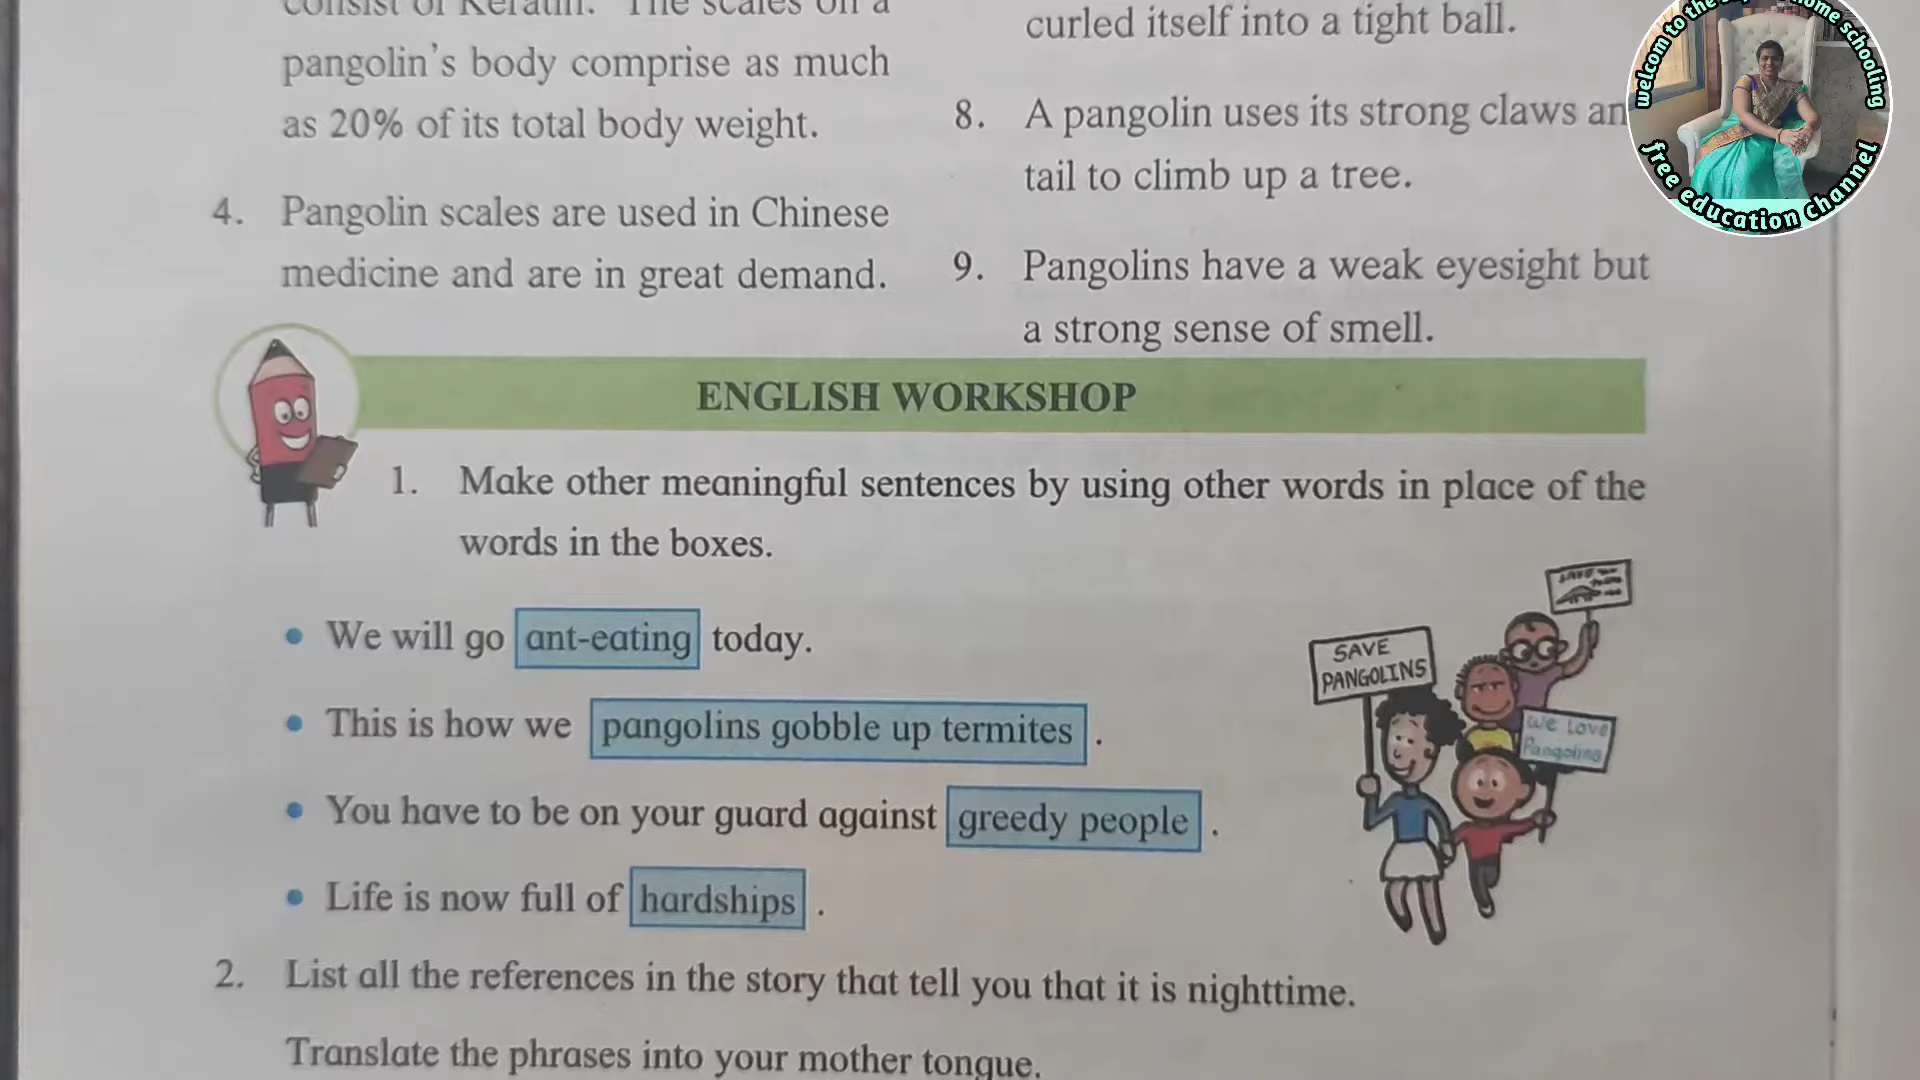 consist of Keratin. The scales on a
pangolin's body comprise as much
as 20% of its total body weight.
4. Pangolin scales are used in Chinese
medicine and are in great demand.
curled itself into a tight ball.
8. A pangolin uses its strong claws an
tail to climb up a tree.
9. Pangolins have a weak eyesight but
a strong sense of smell.
welcom to the
home schooling
free education channel
ENGLISH WORKSHOP
1. Make other meaningful sentences by using other words in place of the
words in the boxes.
• We will go ant-eating today.
• This is how we pangolins gobble up termites .
• You have to be on your guard against greedy people .
• Life is now full of hardships .
SAVE
PANGOLINS
SAVE
We Love
Pangolins
2. List all the references in the story that tell you that it is nighttime.
Translate the phrases into your mother tongue.